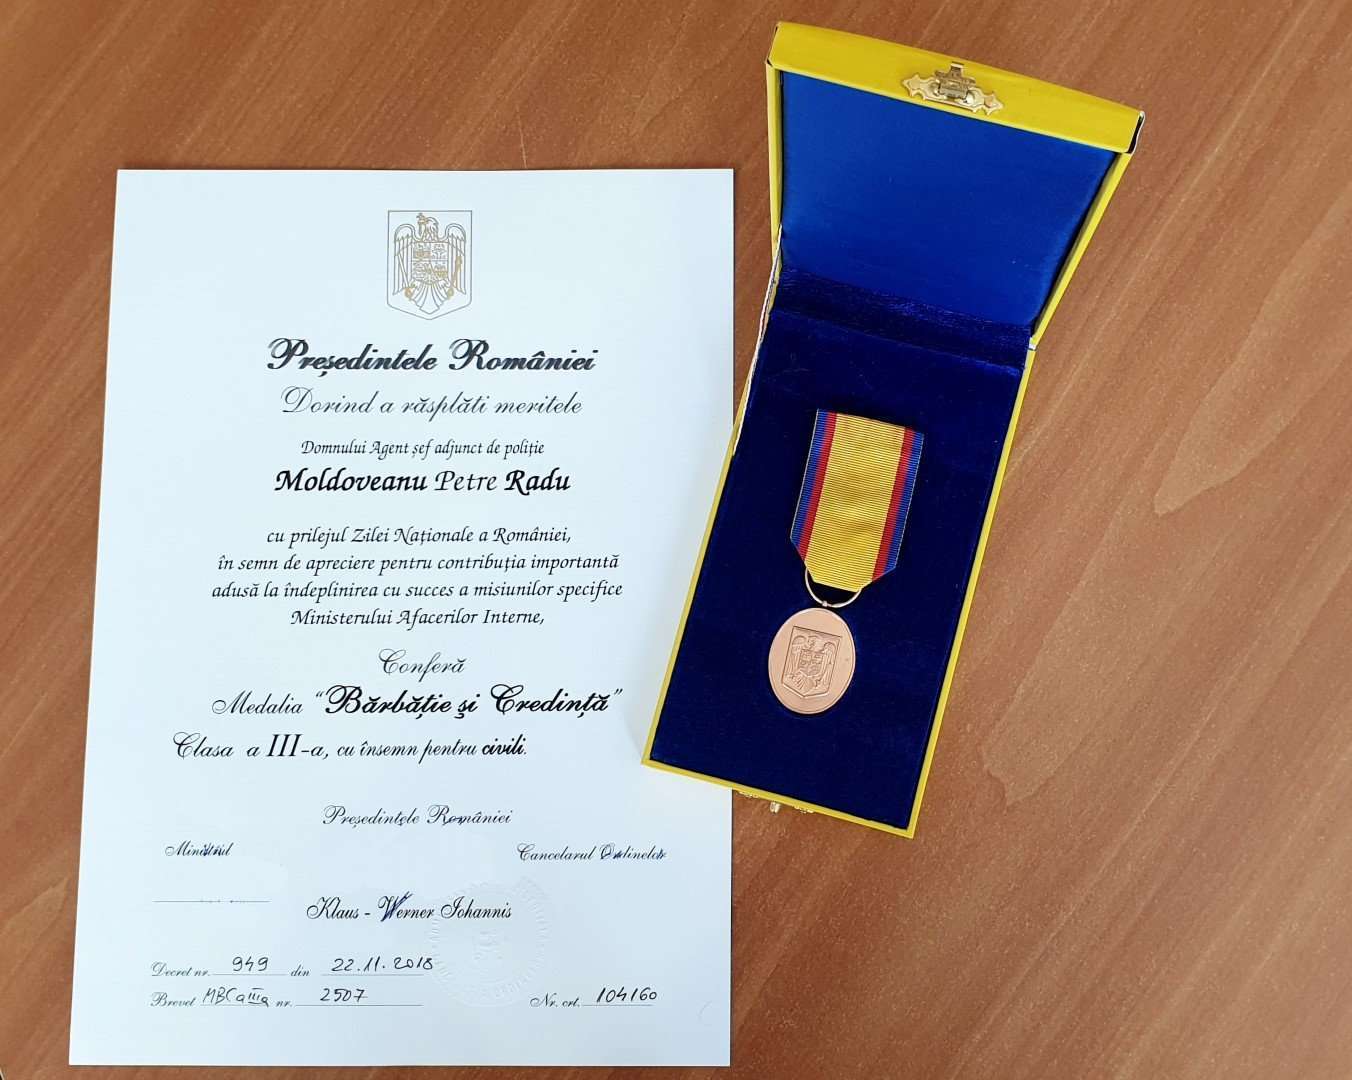 Președintele României
Dorind a răsplăti meritele
Domnului Agent șef adjunct de poliție
Moldoveanu Petre Radu
cu prilejul Zilei Naționale a României,
în semn de apreciere pentru contribuția importantă
adusă la îndeplinirea cu succes a misiunilor specifice
Ministerului Afacerilor Interne,
Conferă
Medalia “Bărbăție și Credință”
Clasa a III-a, cu însemn pentru civili.
Președintele României
Ministrul
Cancelarul Ordinelor
Klaus - Werner Iohannis
Decret nr. 949 din 22.11.2018
Brevet MBCaIIIa nr. 2507
Nr. crt. 104160